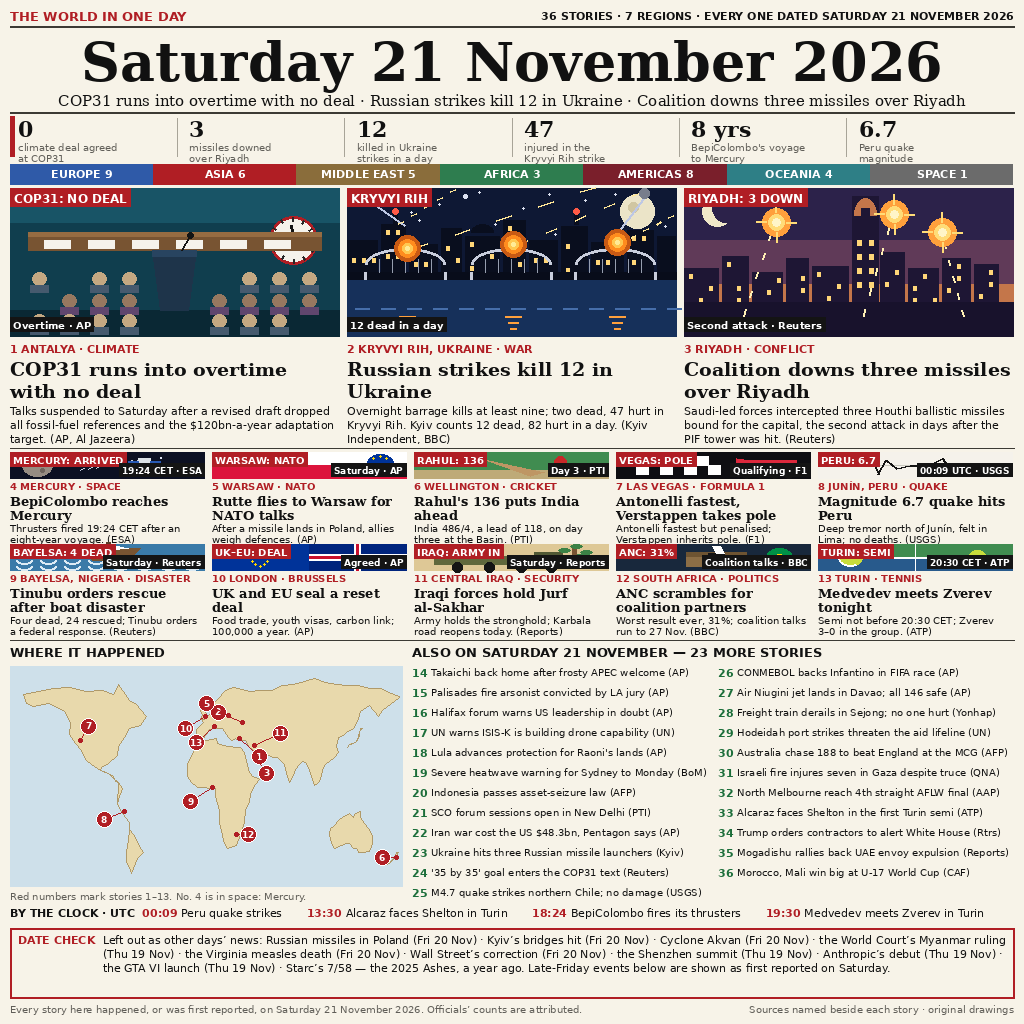 THE WORLD IN ONE DAY
36 STORIES · 7 REGIONS · EVERY ONE DATED SATURDAY 21 NOVEMBER 2026
Saturday 21 November 2026
COP31 runs into overtime with no deal · Russian strikes kill 12 in Ukraine · Coalition downs three missiles over Riyadh
0
climate deal agreed
at COP31
3
missiles downed
over Riyadh
12
killed in Ukraine
strikes in a day
47
injured in the
Kryvyi Rih strike
8 yrs
BepiColombo's voyage
to Mercury
6.7
Peru quake
magnitude
EUROPE 9
ASIA 6
MIDDLE EAST 5
AFRICA 3
AMERICAS 8
OCEANIA 4
SPACE 1
COP31: NO DEAL
Overtime · AP
1 ANTALYA · CLIMATE
COP31 runs into overtime
with no deal
Talks suspended to Saturday after a revised draft dropped
all fossil-fuel references and the $120bn-a-year adaptation
target. (AP, Al Jazeera)
KRYVYI RIH
12 dead in a day
2 KRYVYI RIH, UKRAINE · WAR
Russian strikes kill 12 in
Ukraine
Overnight barrage kills at least nine; two dead, 47 hurt in
Kryvyi Rih. Kyiv counts 12 dead, 82 hurt in a day. (Kyiv
Independent, BBC)
RIYADH: 3 DOWN
Second attack · Reuters
3 RIYADH · CONFLICT
Coalition downs three missiles
over Riyadh
Saudi-led forces intercepted three Houthi ballistic missiles
bound for the capital, the second attack in days after the
PIF tower was hit. (Reuters)
MERCURY: ARRIVED
19:24 CET · ESA
4 MERCURY · SPACE
BepiColombo reaches
Mercury
Thrusters fired 19:24 CET after an
eight-year voyage. (ESA)
WARSAW: NATO
Saturday · AP
5 WARSAW · NATO
Rutte flies to Warsaw for
NATO talks
After a missile lands in Poland, allies
weigh defences. (AP)
RAHUL: 136
Day 3 · PTI
6 WELLINGTON · CRICKET
Rahul's 136 puts India
ahead
India 486/4, a lead of 118, on day
three at the Basin. (PTI)
VEGAS: POLE
Qualifying · F1
7 LAS VEGAS · FORMULA 1
Antonelli fastest,
Verstappen takes pole
Antonelli fastest but penalised;
Verstappen inherits pole. (F1)
PERU: 6.7
00:09 UTC · USGS
8 JUNÍN, PERU · QUAKE
Magnitude 6.7 quake hits
Peru
Deep tremor north of Junín, felt in
Lima; no deaths. (USGS)
BAYELSA: 4 DEAD
Saturday · Reuters
9 BAYELSA, NIGERIA · DISASTER
Tinubu orders rescue
after boat disaster
Four dead, 24 rescued; Tinubu orders
a federal response. (Reuters)
UK–EU: DEAL
Agreed · AP
10 LONDON · BRUSSELS
UK and EU seal a reset
deal
Food trade, youth visas, carbon link;
100,000 a year. (AP)
IRAQ: ARMY IN
Saturday · Reports
11 CENTRAL IRAQ · SECURITY
Iraqi forces hold Jurf
al-Sakhar
Army holds the stronghold; Karbala
road reopens today. (Reports)
ANC: 31%
Coalition talks · BBC
12 SOUTH AFRICA · POLITICS
ANC scrambles for
coalition partners
Worst result ever, 31%; coalition talks
run to 27 Nov. (BBC)
TURIN: SEMI
20:30 CET · ATP
13 TURIN · TENNIS
Medvedev meets Zverev
tonight
Semi not before 20:30 CET; Zverev
3–0 in the group. (ATP)
WHERE IT HAPPENED
7
5
2
10
13
11
1
3
9
8
12
6
Red numbers mark stories 1–13. No. 4 is in space: Mercury.
ALSO ON SATURDAY 21 NOVEMBER — 23 MORE STORIES
14 Takaichi back home after frosty APEC welcome (AP)
15 Palisades fire arsonist convicted by LA jury (AP)
16 Halifax forum warns US leadership in doubt (AP)
17 UN warns ISIS-K is building drone capability (UN)
18 Lula advances protection for Raoni's lands (AP)
19 Severe heatwave warning for Sydney to Monday (BoM)
20 Indonesia passes asset-seizure law (AFP)
21 SCO forum sessions open in New Delhi (PTI)
22 Iran war cost the US $48.3bn, Pentagon says (AP)
23 Ukraine hits three Russian missile launchers (Kyiv)
24 '35 by 35' goal enters the COP31 text (Reuters)
25 M4.7 quake strikes northern Chile; no damage (USGS)
26 CONMEBOL backs Infantino in FIFA race (AP)
27 Air Niugini jet lands in Davao; all 146 safe (AP)
28 Freight train derails in Sejong; no one hurt (Yonhap)
29 Hodeidah port strikes threaten the aid lifeline (UN)
30 Australia chase 188 to beat England at the MCG (AFP)
31 Israeli fire injures seven in Gaza despite truce (QNA)
32 North Melbourne reach 4th straight AFLW final (AAP)
33 Alcaraz faces Shelton in the first Turin semi (ATP)
34 Trump orders contractors to alert White House (Rtrs)
35 Mogadishu rallies back UAE envoy expulsion (Reports)
36 Morocco, Mali win big at U-17 World Cup (CAF)
BY THE CLOCK · UTC 00:09 Peru quake strikes 13:30 Alcaraz faces Shelton in Turin 18:24 BepiColombo fires its thrusters 19:30 Medvedev meets Zverev in Turin
DATE CHECK Left out as other days' news: Russian missiles in Poland (Fri 20 Nov) · Kyiv's bridges hit (Fri 20 Nov) · Cyclone Akvan (Fri 20 Nov) · the World Court's Myanmar ruling
(Thu 19 Nov) · the Virginia measles death (Fri 20 Nov) · Wall Street's correction (Fri 20 Nov) · the Shenzhen summit (Thu 19 Nov) · Anthropic's debut (Thu 19 Nov) ·
the GTA VI launch (Thu 19 Nov) · Starc's 7/58 — the 2025 Ashes, a year ago. Late-Friday events below are shown as first reported on Saturday.
Every story here happened, or was first reported, on Saturday 21 November 2026. Officials' counts are attributed.
Sources named beside each story · original drawings